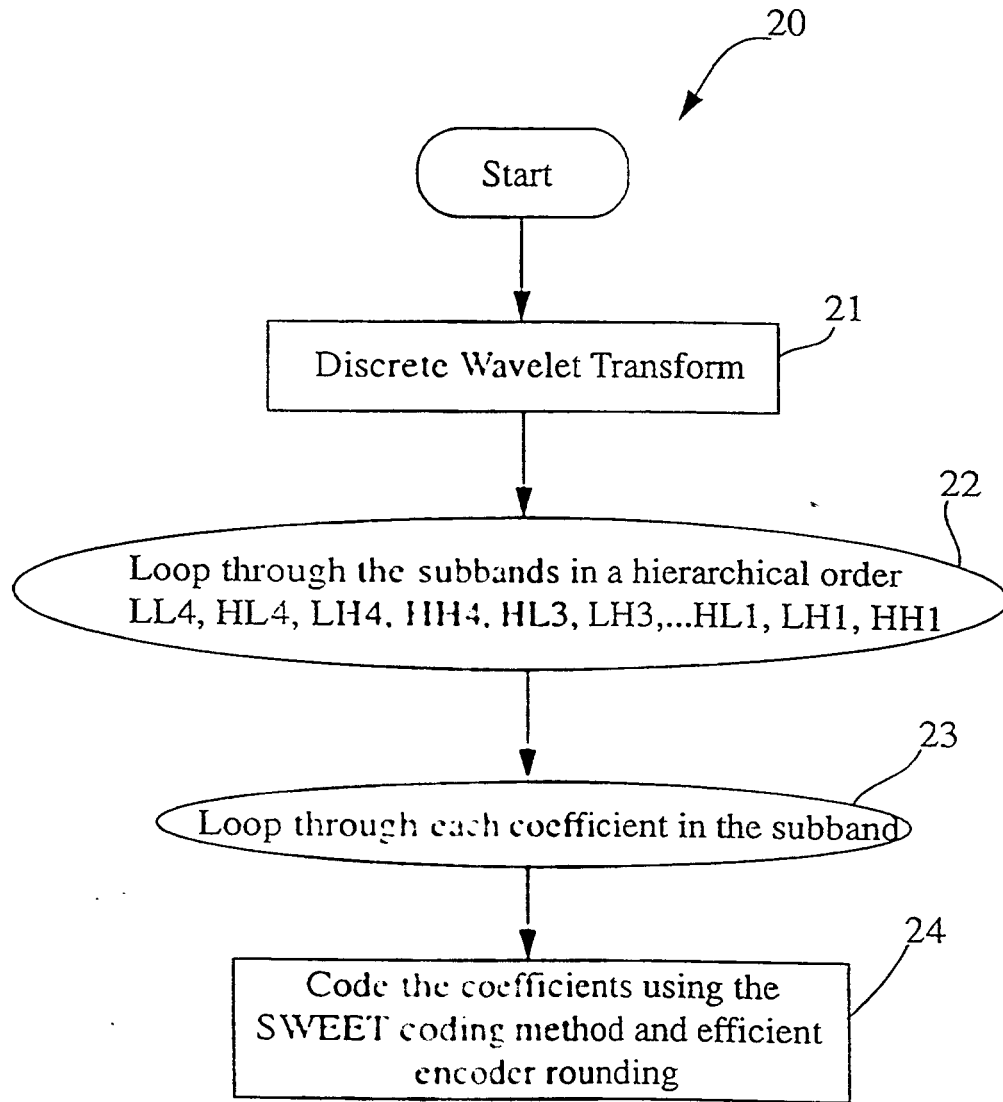 20
Start
21
Discrete Wavelet Transform
22
Loop through the subbands in a hierarchical order
LL4, HL4, LH4, HH4, HL3, LH3,...HL1, LH1, HH1
23
Loop through each coefficient in the subband
24
Code the coefficients using the
SWEET coding method and efficient
encoder rounding